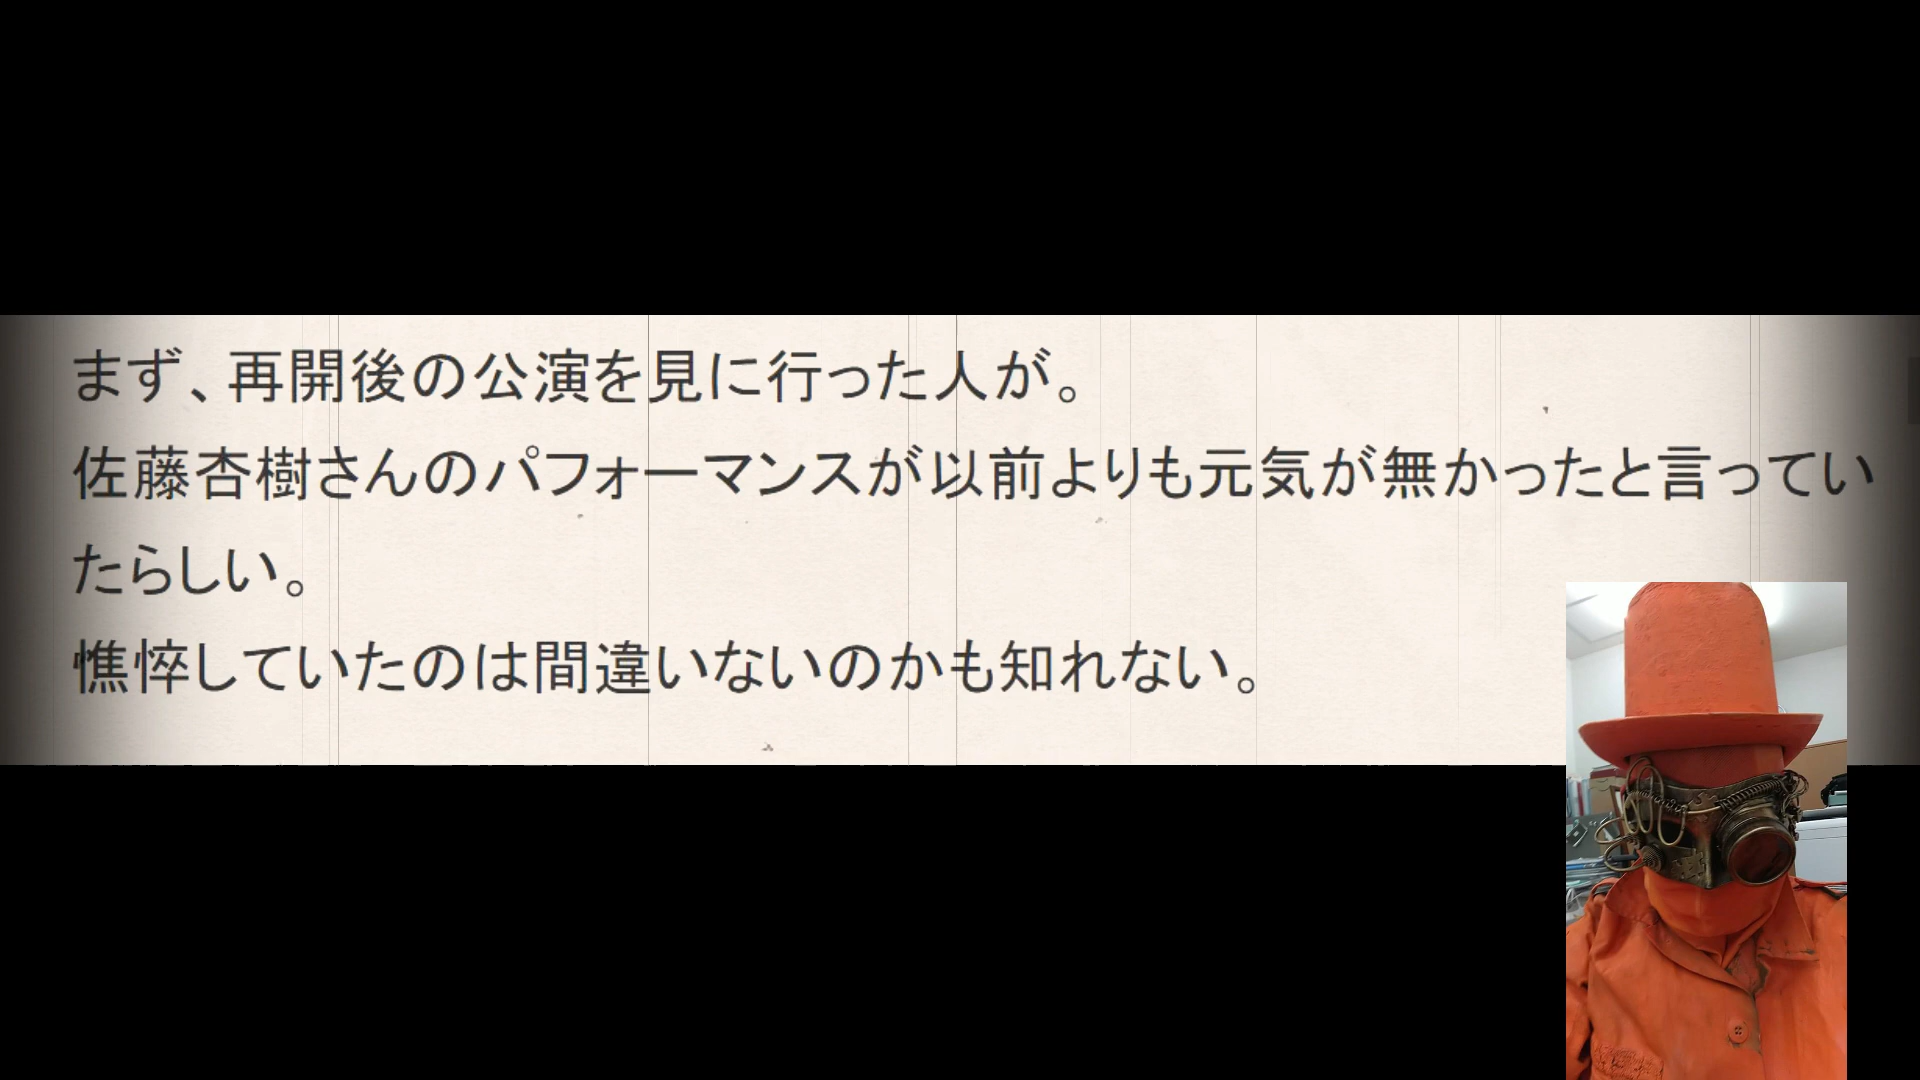 まず、再開後の公演を見に行った人が。
佐藤杏樹さんのパフォーマンスが以前よりも元気が無かったと言ってい
たらしい。
憔悴していたのは間違いないのかも知れない。